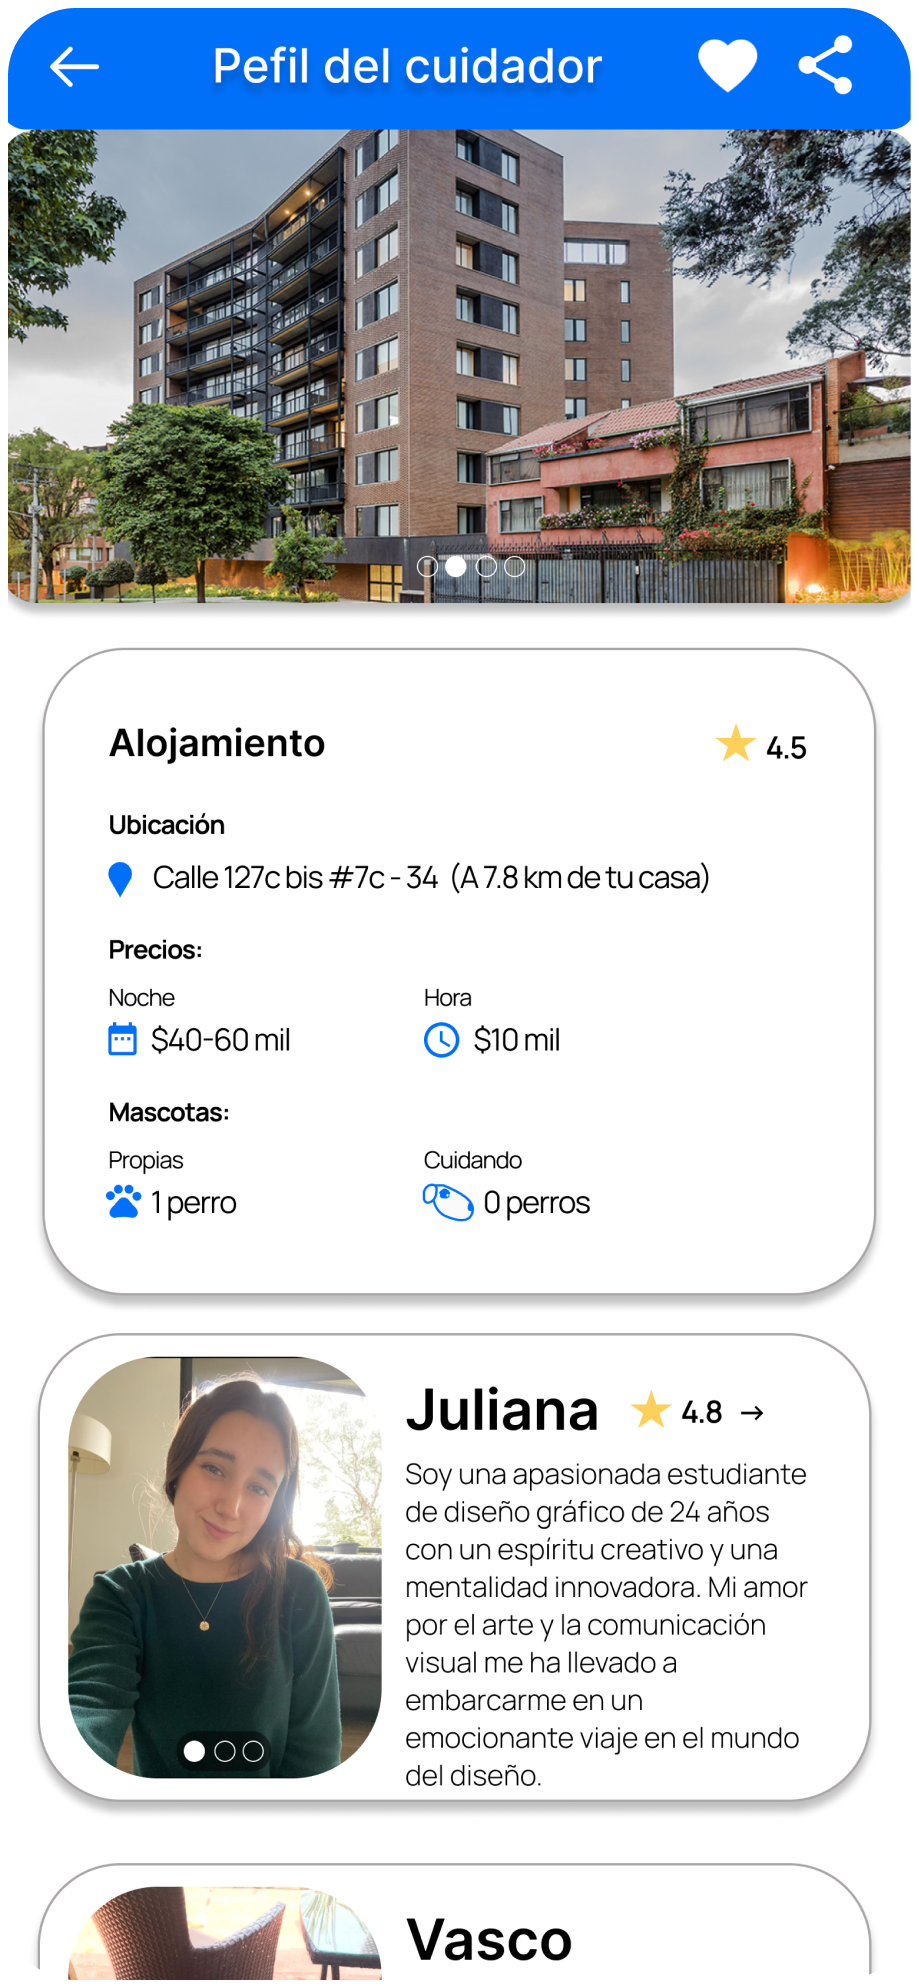 Pefil del cuidador
Alojamiento
4.5
Ubicación
Calle 127c bis #7c - 34 (A 7.8 km de tu casa)
Precios:
Noche
Hora
$40-60 mil
$10 mil
Mascotas:
Propias
Cuidando
1 perro
0 perros
Juliana
4.8 →
Soy una apasionada estudiante
de diseño gráfico de 24 años
con un espíritu creativo y una
mentalidad innovadora. Mi amor
por el arte y la comunicación
visual me ha llevado a
embarcarme en un
emocionante viaje en el mundo
del diseño.
Vasco